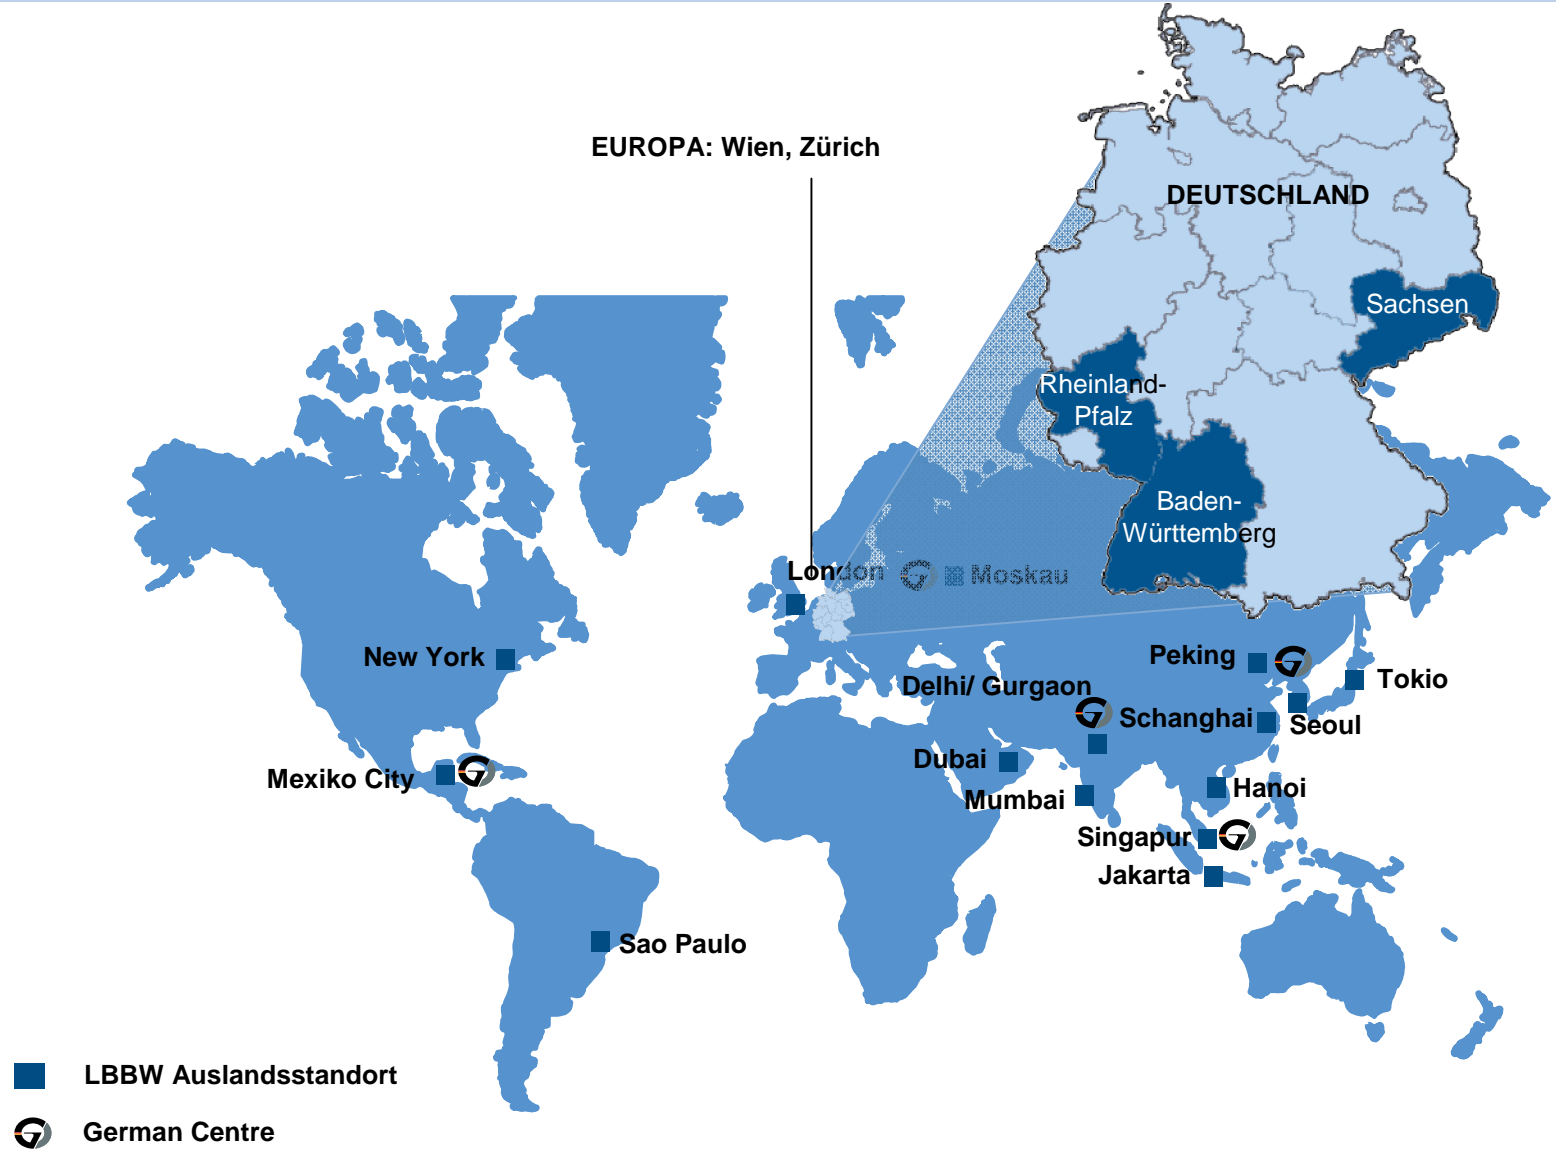 EUROPA: Wien, Zürich
DEUTSCHLAND
Sachsen
Rheinland-
Pfalz
Baden-
Württemberg
London
Moskau
New York
Peking
Tokio
Delhi/ Gurgaon
Schanghai
Seoul
Dubai
Mexiko City
Mumbai
Hanoi
Singapur
Jakarta
Sao Paulo
LBBW Auslandsstandort
German Centre